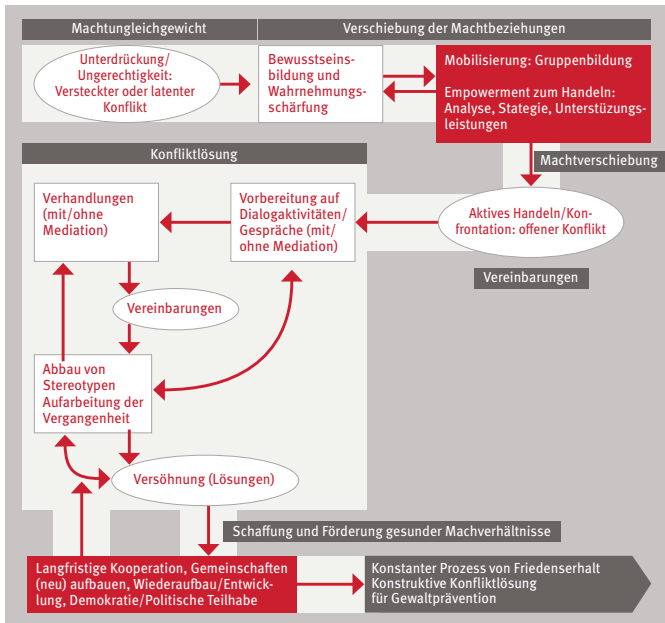 Machtungleichgewicht
Verschiebung der Machtbeziehungen
Unterdrückung/
Ungerechtigkeit:
Versteckter oder latenter
Konflikt
Bewusstseins-
bildung und
Wahrnehmungs-
schärfung
Mobilisierung: Gruppenbildung
Empowerment zum Handeln:
Analyse, Stategie, Unterstüzungs-
leistungen
Machtverschiebung
Konfliktlösung
Verhandlungen
(mit/ohne
Mediation)
Vorbereitung auf
Dialogaktivitäten/
Gespräche (mit/
ohne Mediation)
Aktives Handeln/Kon-
frontation: offener Konflikt
Vereinbarungen
Vereinbarungen
Abbau von
Stereotypen
Aufarbeitung der
Vergangenheit
Versöhnung (Lösungen)
Schaffung und Förderung gesunder Machverhältnisse
Langfristige Kooperation, Gemeinschaften
(neu) aufbauen, Wiederaufbau/Entwick-
lung, Demokratie/Politische Teilhabe
Konstanter Prozess von Friedenserhalt
Konstruktive Konfliktlösung
für Gewaltprävention